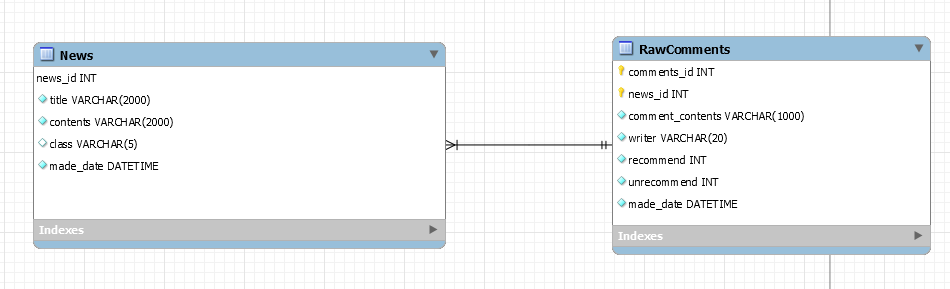 News
news_id INT
title VARCHAR(2000)
contents VARCHAR(2000)
class VARCHAR(5)
made_date DATETIME
Indexes
RawComments
comments_id INT
news_id INT
comment_contents VARCHAR(1000)
writer VARCHAR(20)
recommend INT
unrecommend INT
made_date DATETIME
Indexes